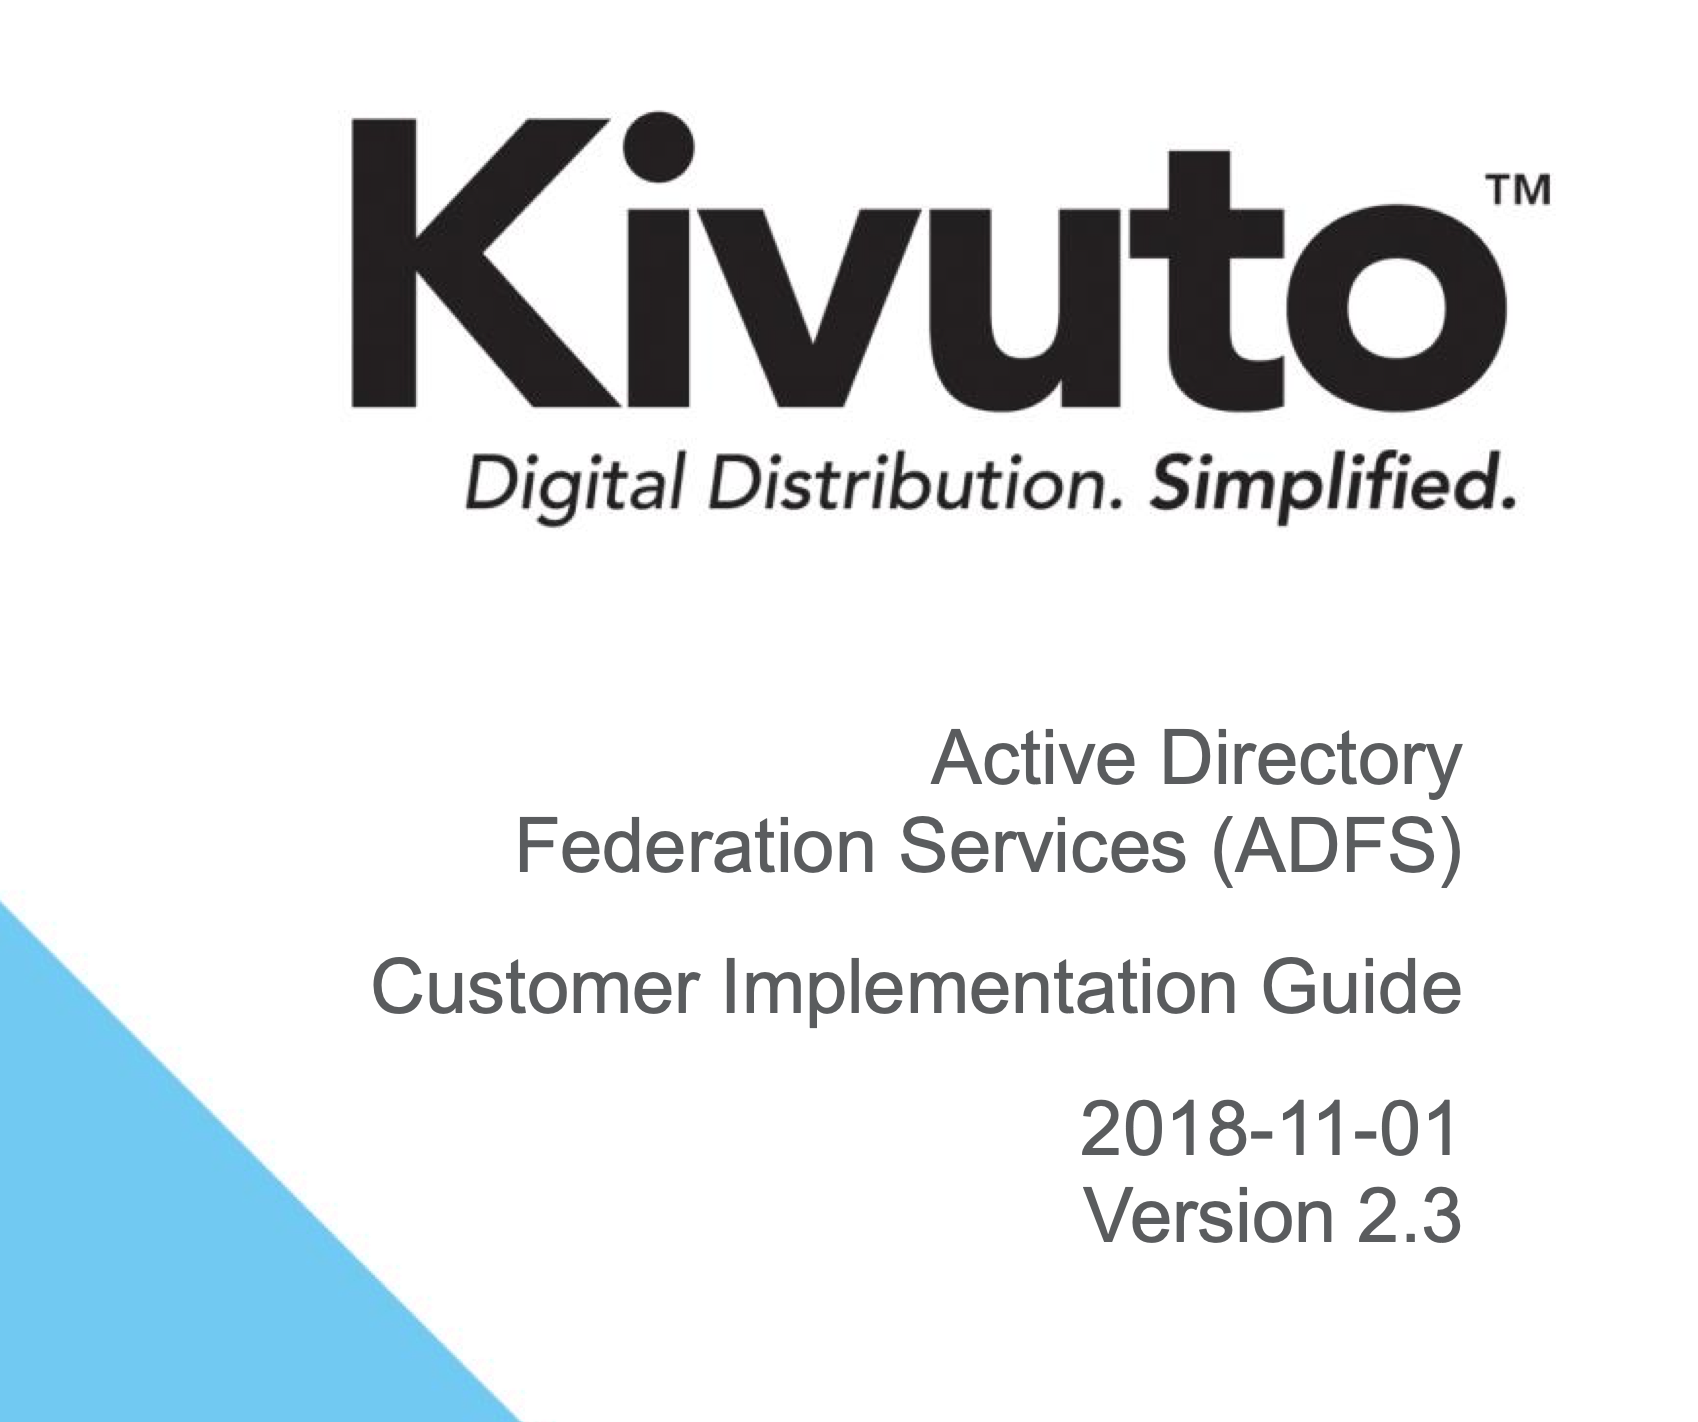 Kivuto™
Digital Distribution. Simplified.
Active Directory
Federation Services (ADFS)
Customer Implementation Guide
2018-11-01
Version 2.3